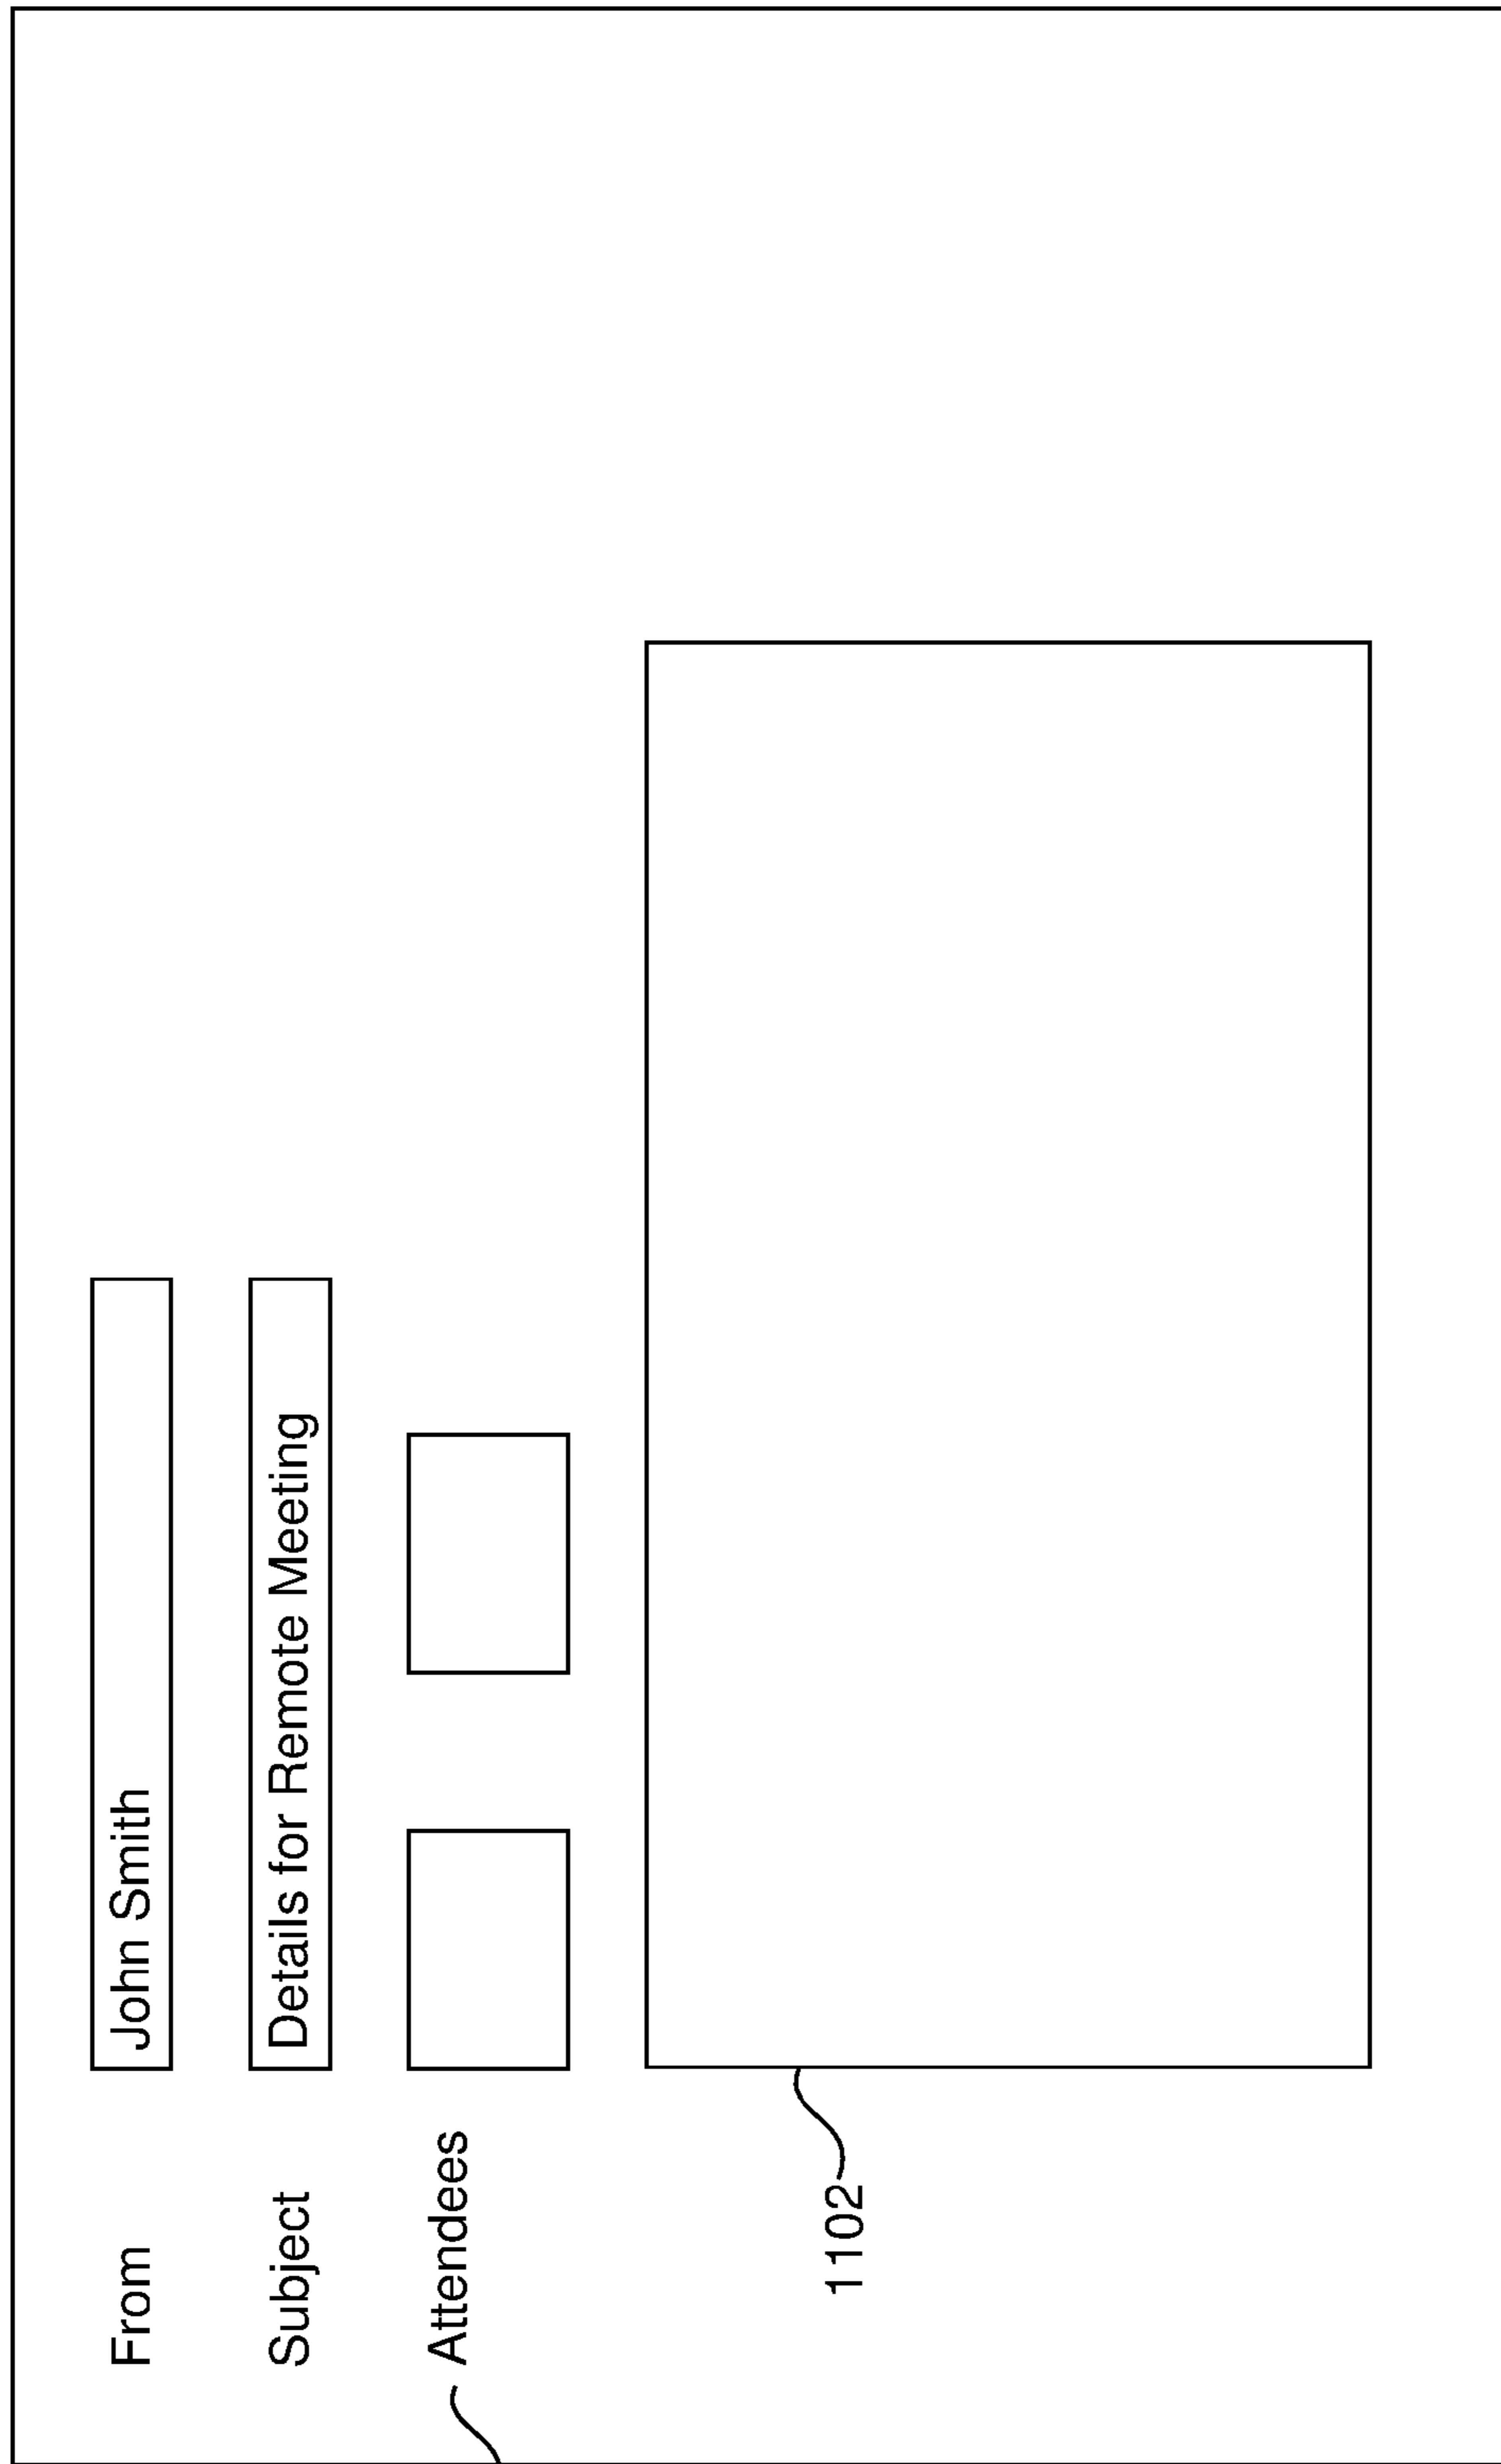 From John Smith
Subject Details for Remote Meeting
Attendees
1102